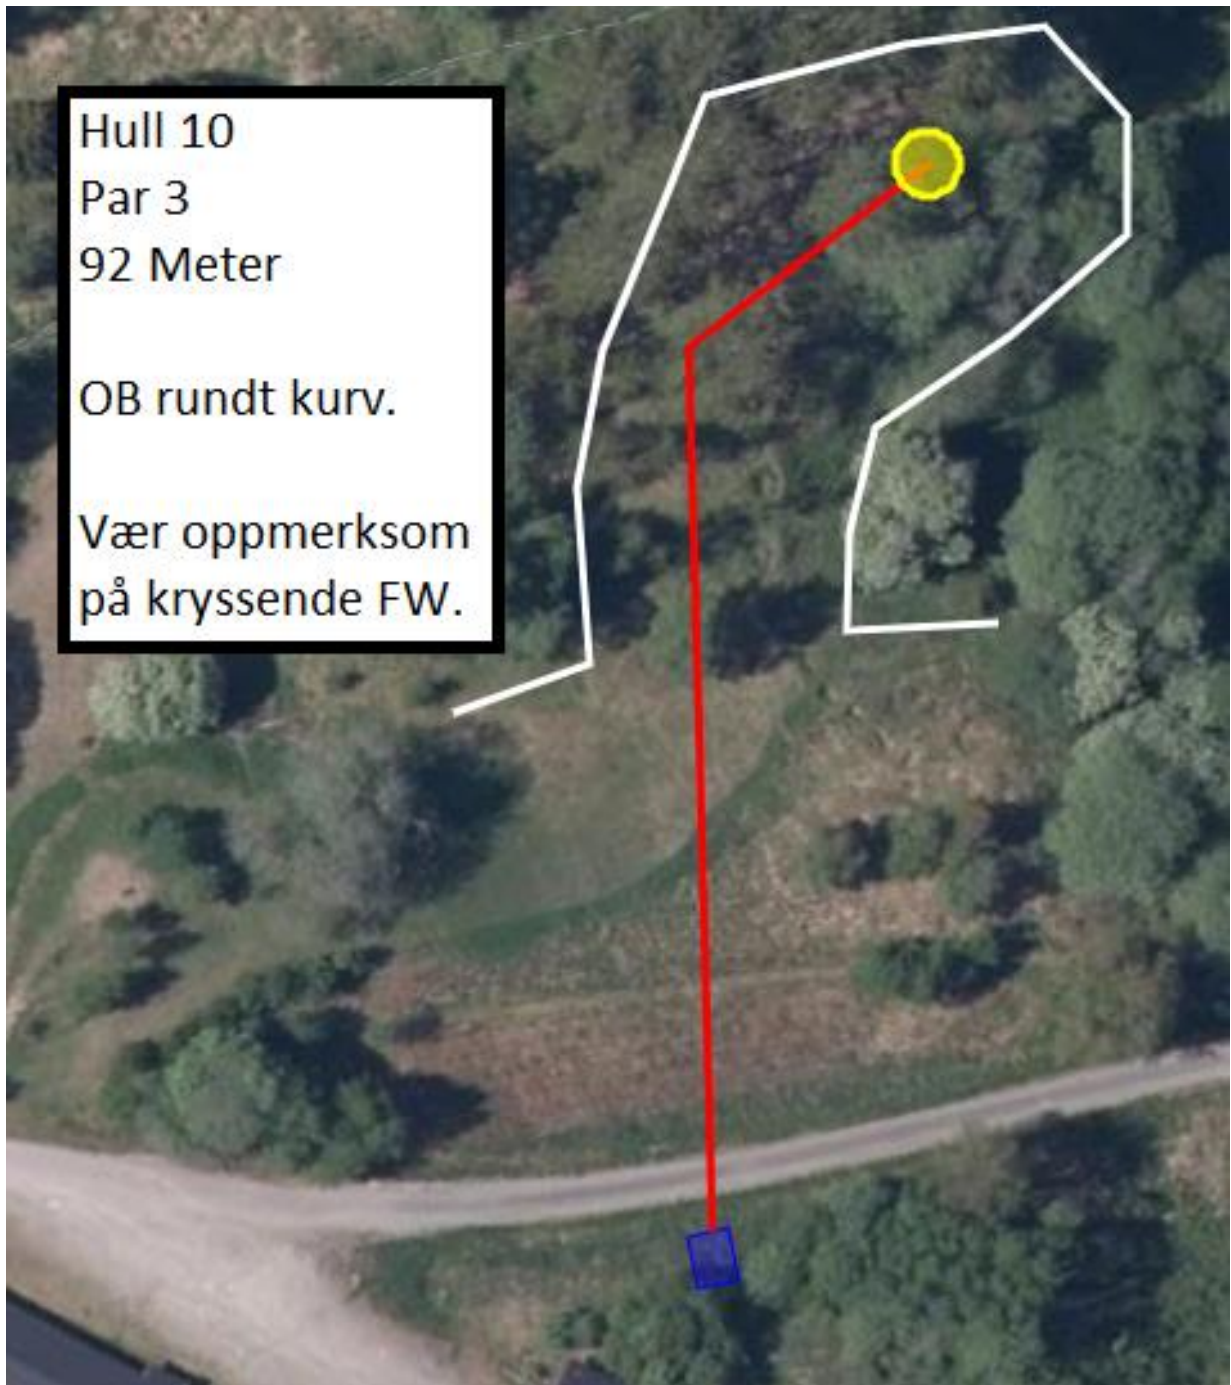 Hull 10
Par 3
92 Meter
OB rundt kurv.
Vær oppmerksom
på kryssende FW.